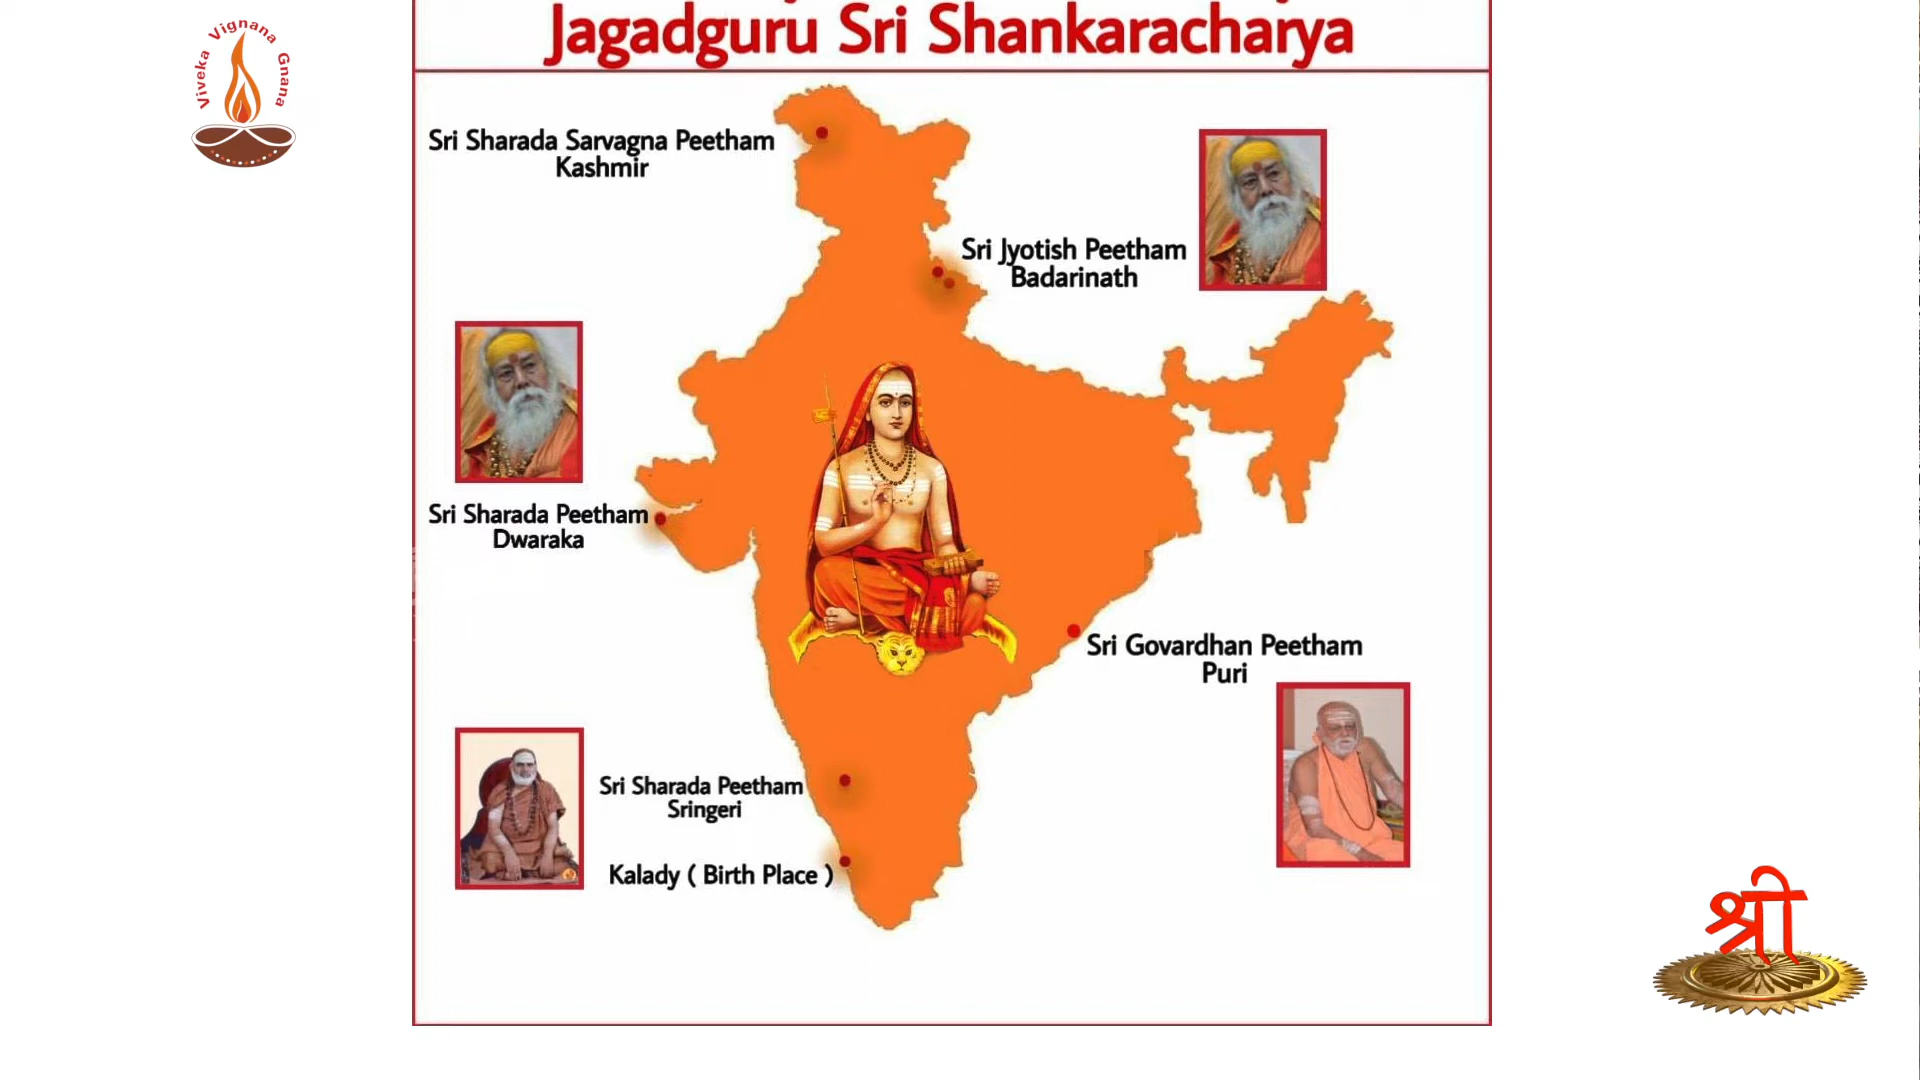 Viveka Vignana Gnana
Jagadguru Sri Shankaracharya
Sri Sharada Sarvagna Peetham
Kashmir
Sri Jyotish Peetham
Badarinath
Sri Sharada Peetham
Dwaraka
Sri Govardhan Peetham
Puri
Sri Sharada Peetham
Sringeri
Kalady ( Birth Place )
श्री